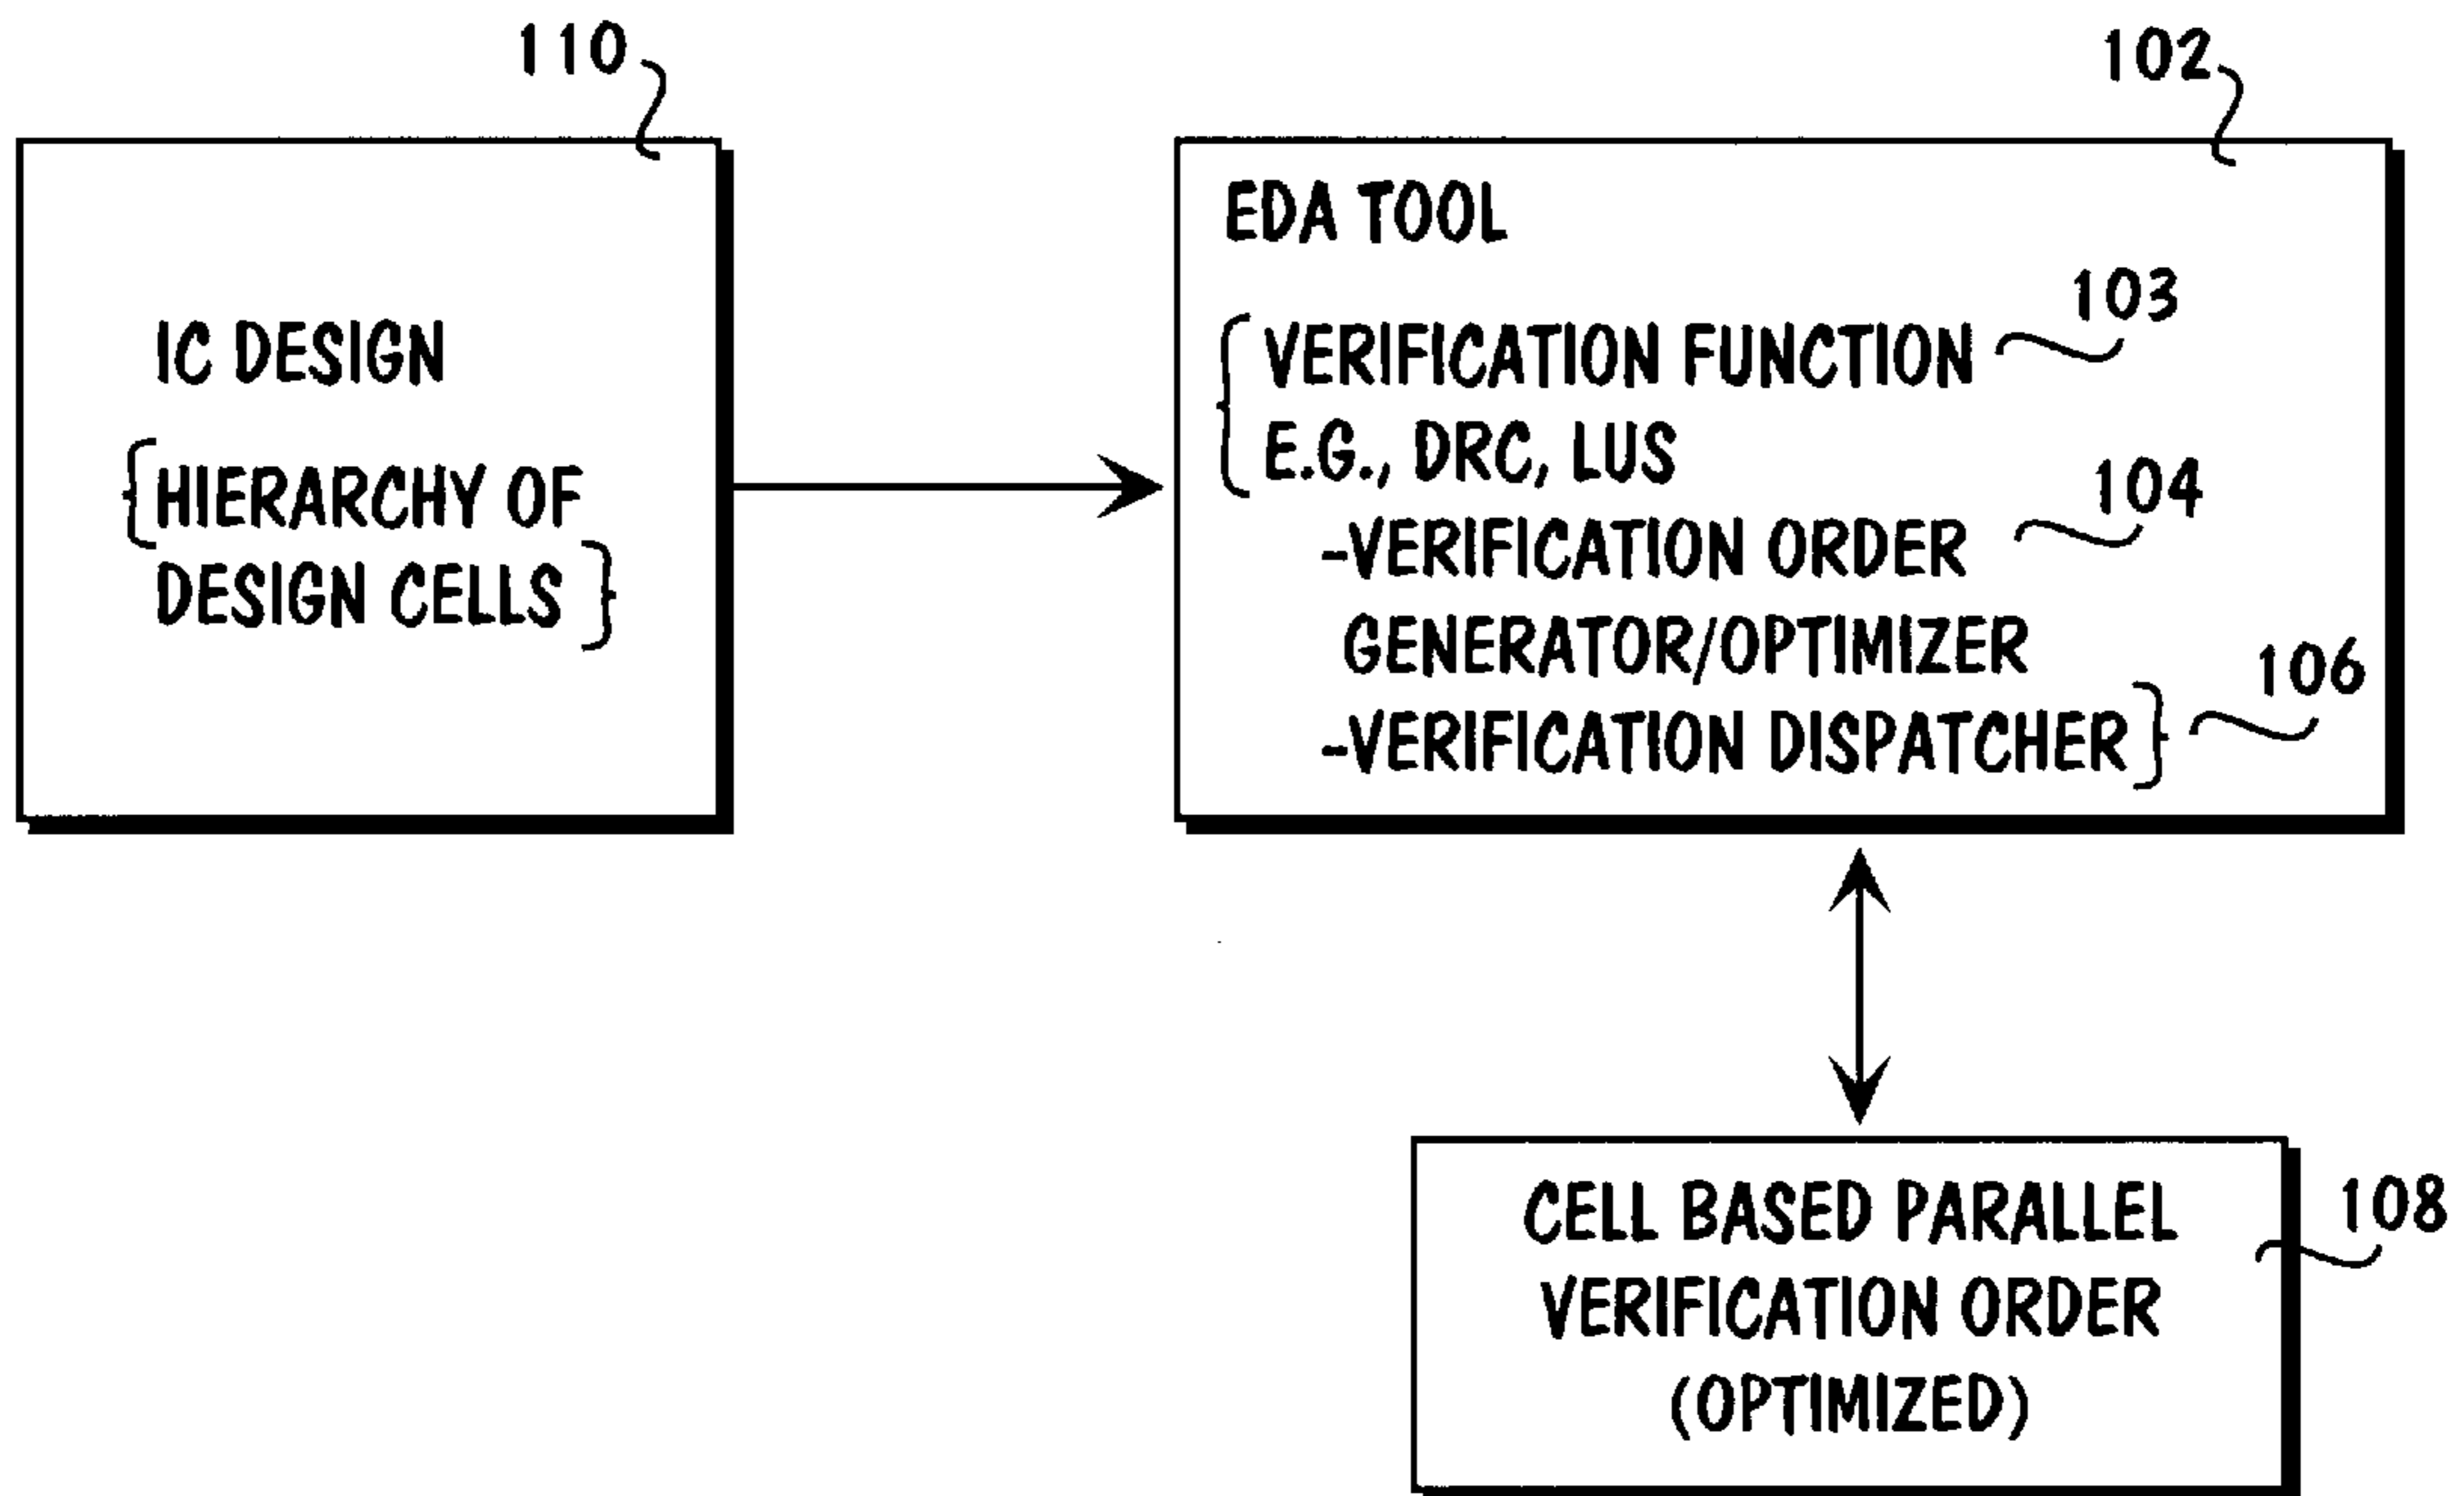 110
IC DESIGN
{HIERARCHY OF
DESIGN CELLS}
102
EDA TOOL
103
{VERIFICATION FUNCTION
E.G., DRC, LUS
104
-VERIFICATION ORDER
GENERATOR/OPTIMIZER
106
-VERIFICATION DISPATCHER}
CELL BASED PARALLEL
108
VERIFICATION ORDER
(OPTIMIZED)